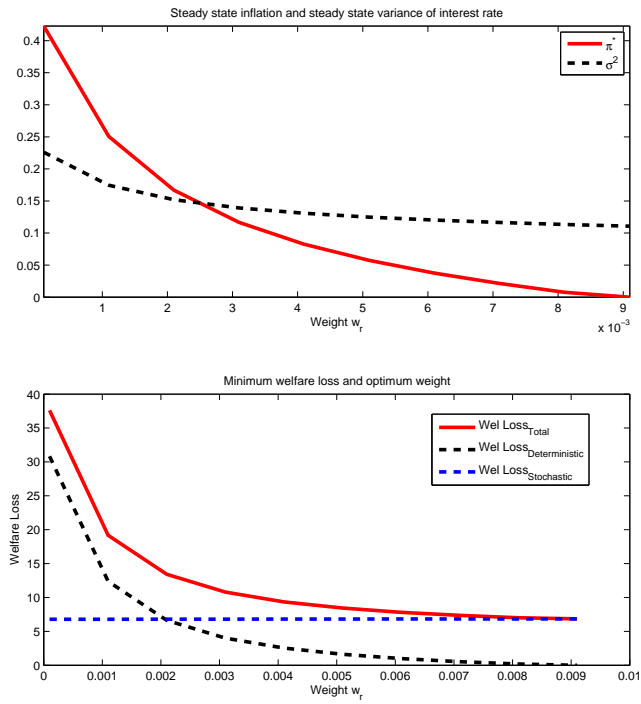 Steady state inflation and steady state variance of interest rate
π*
σ²
0.4
0.35
0.3
0.25
0.2
0.15
0.1
0.05
0
1 2 3 4 5 6 7 8 9
Weight w_r
x 10⁻³
Minimum welfare loss and optimum weight
Wel Loss_Total
Wel Loss_Deterministic
Wel Loss_Stochastic
Welfare Loss
40
35
30
25
20
15
10
5
0
0 0.001 0.002 0.003 0.004 0.005 0.006 0.007 0.008 0.009 0.01
Weight w_r